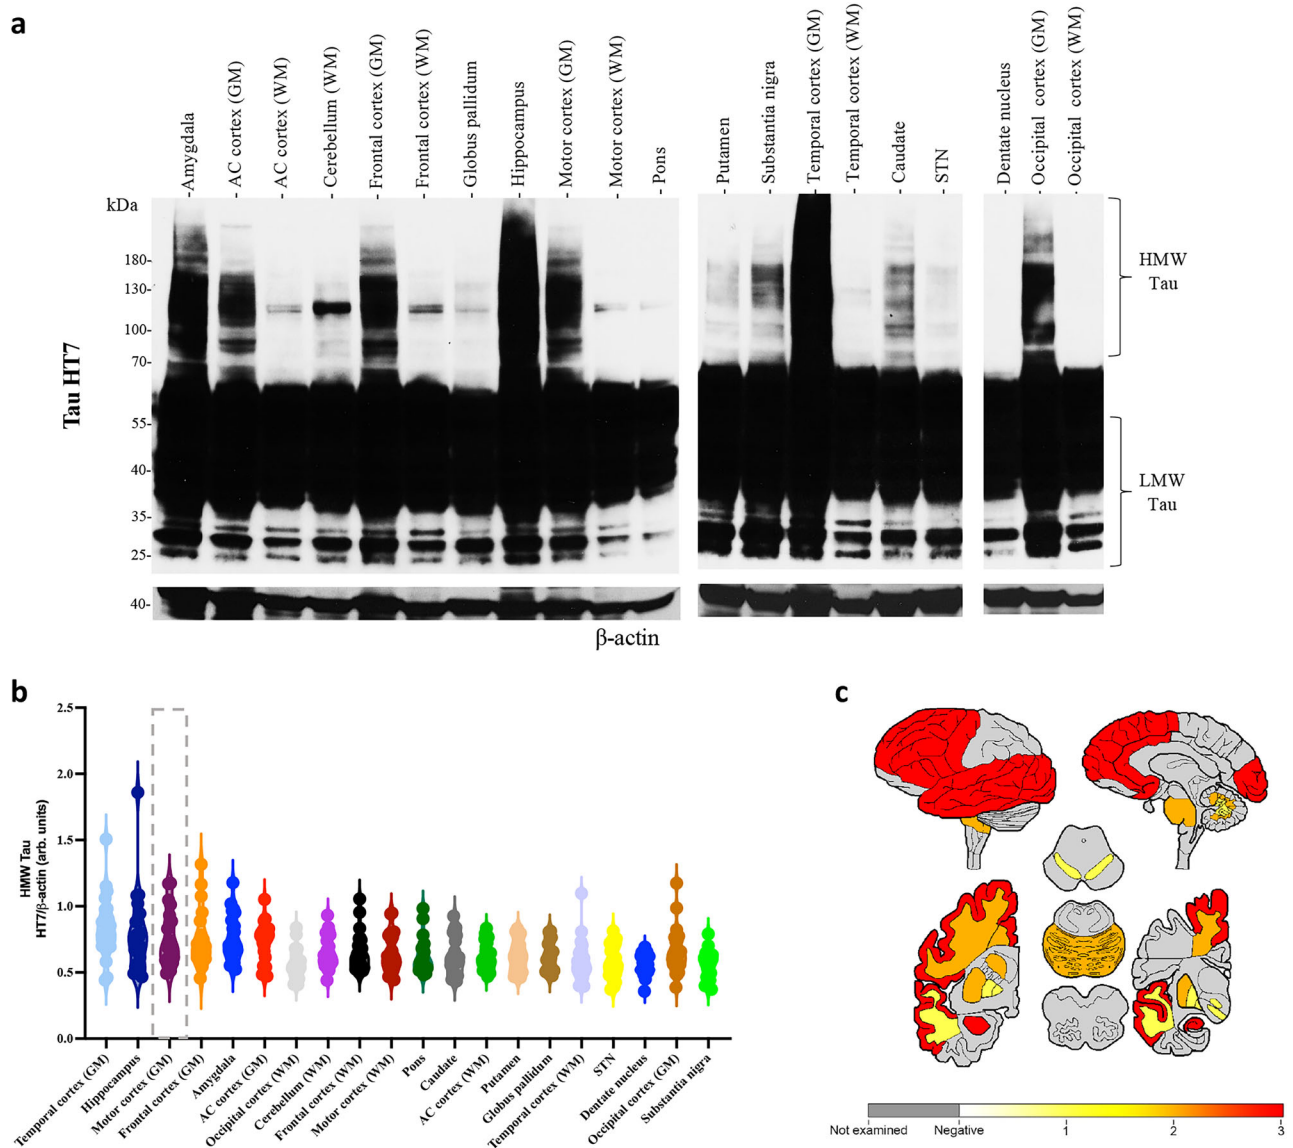 a
Amygdala
AC cortex (GM)
AC cortex (WM)
Cerebellum (WM)
Frontal cortex (GM)
Frontal cortex (WM)
Globus pallidum
Hippocampus
Motor cortex (GM)
Motor cortex (WM)
Pons
Putamen
Substantia nigra
Temporal cortex (GM)
Temporal cortex (WM)
Caudate
STN
Dentate nucleus
Occipital cortex (GM)
Occipital cortex (WM)
kDa
180-
130-
100-
70-
55-
40-
35-
25-
40-
Tau HT7
HMW
Tau
LMW
Tau
β-actin
b
HMW Tau
HT7/β-actin (arb. units)
2.5
2.0
1.5
1.0
0.5
0.0
Temporal cortex (GM)
Hippocampus
Motor cortex (GM)
Frontal cortex (GM)
Amygdala
AC cortex (GM)
Occipital cortex (WM)
Cerebellum (WM)
Frontal cortex (WM)
Motor cortex (WM)
Pons
Caudate
AC cortex (WM)
Putamen
Globus pallidum
Temporal cortex (WM)
STN
Dentate nucleus
Occipital cortex (GM)
Substantia nigra
c
Not examined
Negative
1
2
3